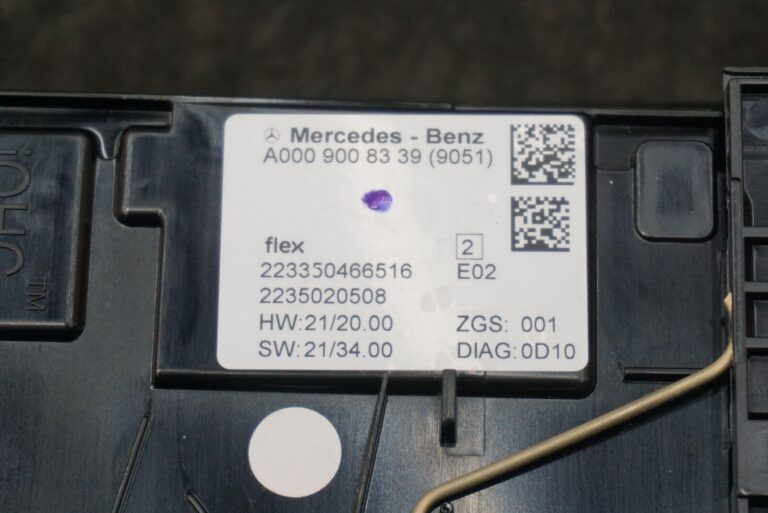 Mercedes - Benz
A000 900 83 39 (9051)
flex
2
223350466516
E02
2235020508
HW:21/20.00
ZGS: 001
SW:21/34.00
DIAG:0D10
TM